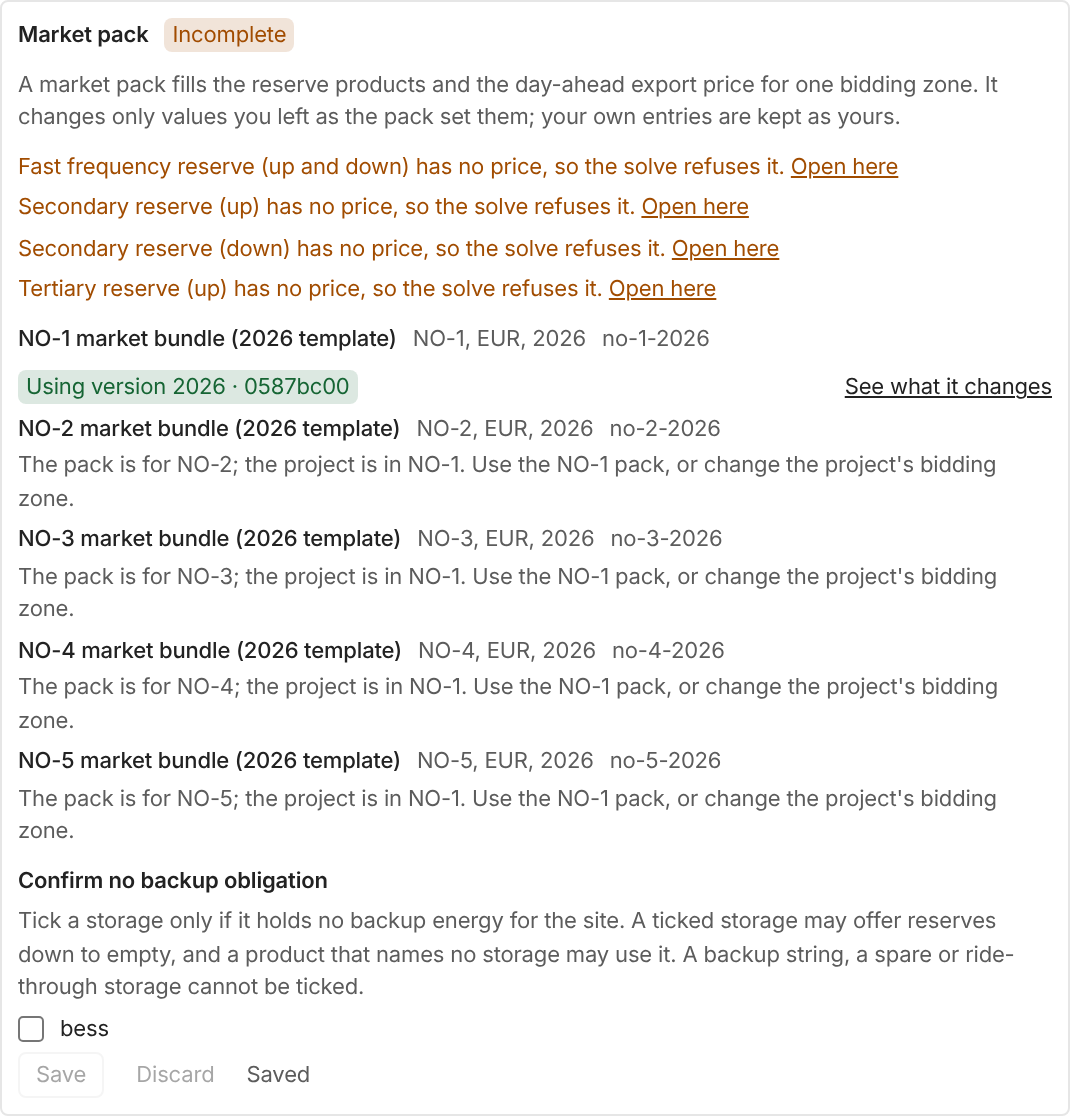 Market pack Incomplete
A market pack fills the reserve products and the day-ahead export price for one bidding zone. It
changes only values you left as the pack set them; your own entries are kept as yours.
Fast frequency reserve (up and down) has no price, so the solve refuses it. Open here
Secondary reserve (up) has no price, so the solve refuses it. Open here
Secondary reserve (down) has no price, so the solve refuses it. Open here
Tertiary reserve (up) has no price, so the solve refuses it. Open here
NO-1 market bundle (2026 template) NO-1, EUR, 2026 no-1-2026
Using version 2026 · 0587bc00 See what it changes
NO-2 market bundle (2026 template) NO-2, EUR, 2026 no-2-2026
The pack is for NO-2; the project is in NO-1. Use the NO-1 pack, or change the project's bidding
zone.
NO-3 market bundle (2026 template) NO-3, EUR, 2026 no-3-2026
The pack is for NO-3; the project is in NO-1. Use the NO-1 pack, or change the project's bidding
zone.
NO-4 market bundle (2026 template) NO-4, EUR, 2026 no-4-2026
The pack is for NO-4; the project is in NO-1. Use the NO-1 pack, or change the project's bidding
zone.
NO-5 market bundle (2026 template) NO-5, EUR, 2026 no-5-2026
The pack is for NO-5; the project is in NO-1. Use the NO-1 pack, or change the project's bidding
zone.
Confirm no backup obligation
Tick a storage only if it holds no backup energy for the site. A ticked storage may offer reserves
down to empty, and a product that names no storage may use it. A backup string, a spare or ride-
through storage cannot be ticked.
bess
Save Discard Saved